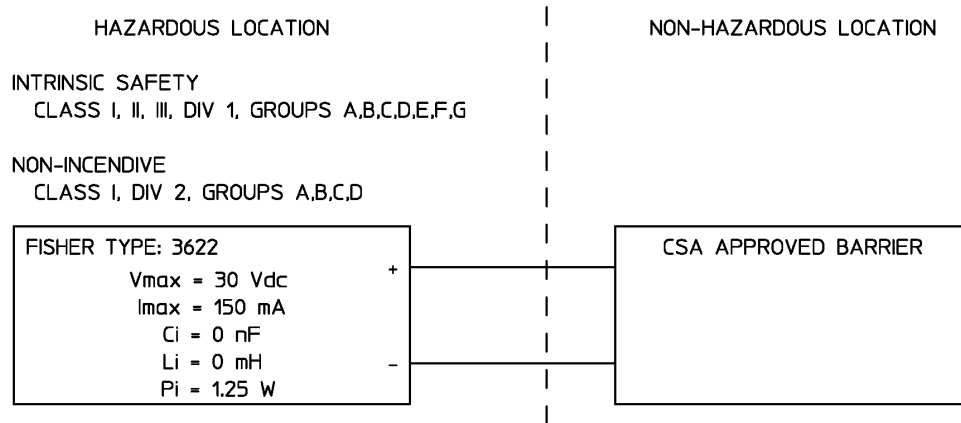 HAZARDOUS LOCATION
NON-HAZARDOUS LOCATION
INTRINSIC SAFETY
CLASS I, II, III, DIV 1, GROUPS A,B,C,D,E,F,G
NON-INCENDIVE
CLASS I, DIV 2, GROUPS A,B,C,D
FISHER TYPE: 3622
Vmax = 30 Vdc
Imax = 150 mA
Ci = 0 nF
Li = 0 mH
Pi = 1.25 W
+
-
CSA APPROVED BARRIER